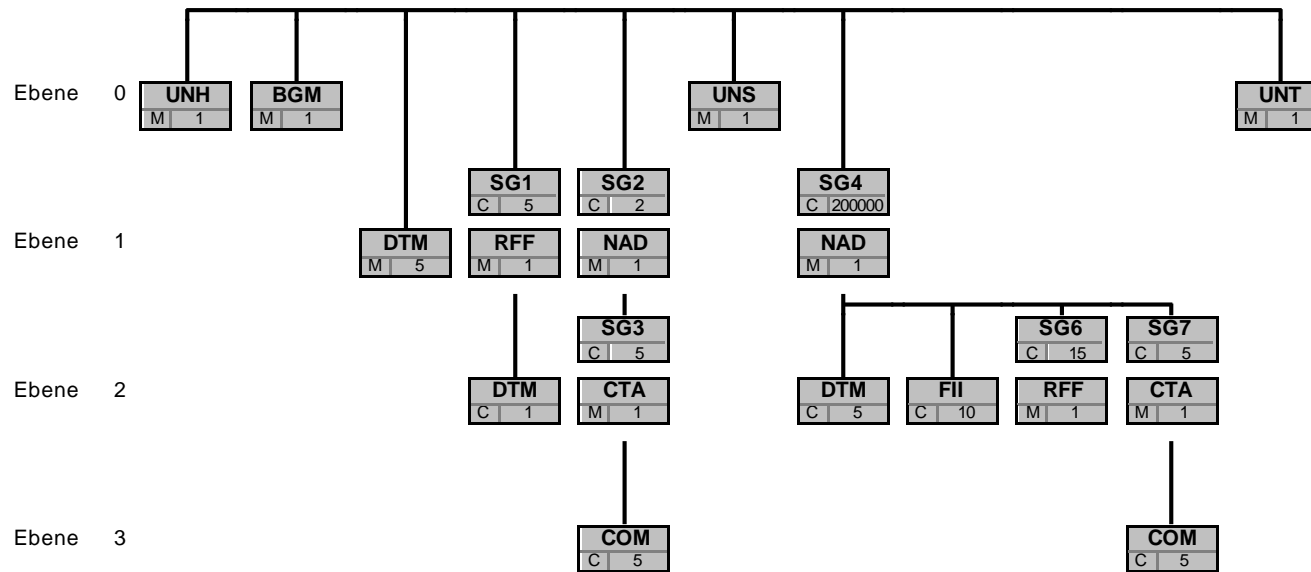 Ebene 0 UNH BGM UNS UNT
M 1 M 1 M 1 M 1
SG1 SG2 SG4
C 5 C 2 C 200000
Ebene 1 DTM RFF NAD NAD
M 5 M 1 M 1 M 1
SG3 SG6 SG7
C 5 C 15 C 5
Ebene 2 DTM CTA DTM FII RFF CTA
C 1 M 1 C 5 C 10 M 1 M 1
Ebene 3 COM COM
C 5 C 5